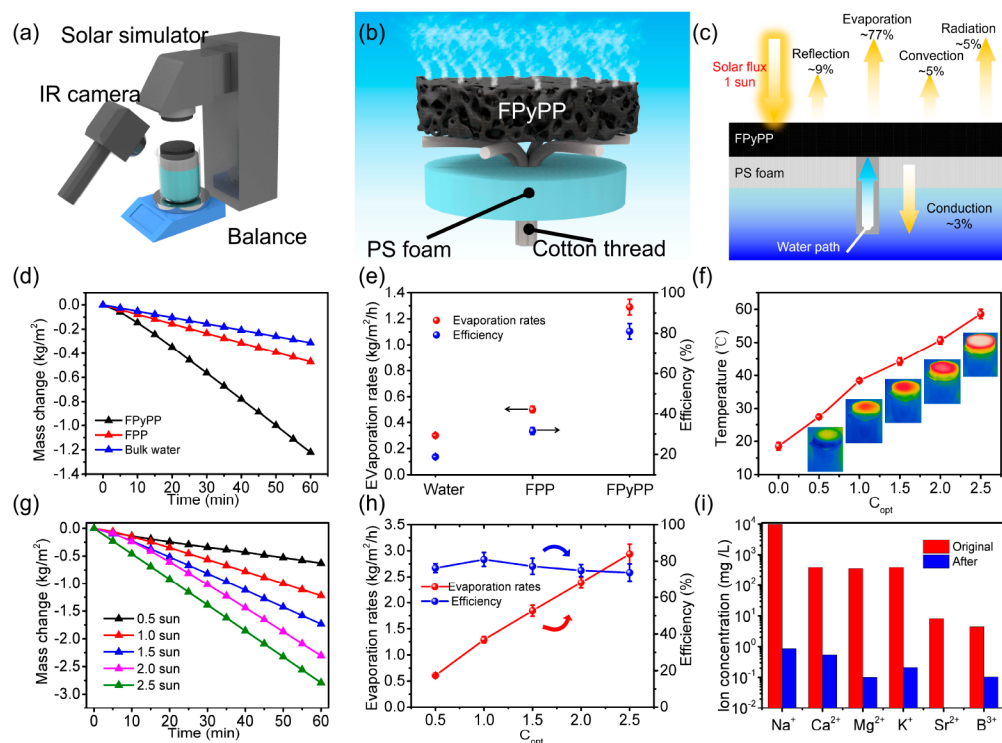 (a)
Solar simulator
IR camera
Balance
(b)
FPyPP
PS foam
Cotton thread
(c)
Solar flux
1 sun
Reflection
~9%
Evaporation
~77%
Convection
~5%
Radiation
~5%
FPyPP
PS foam
Water path
Conduction
~3%
(d)
Mass change (kg/m²)
0.0
-0.2
-0.4
-0.6
-0.8
-1.0
-1.2
-1.4
FPyPP
FPP
Bulk water
0 10 20 30 40 50 60
Time (min)
(e)
EVaporation rates (kg/m²/h)
1.4
1.2
1.0
0.8
0.6
0.4
0.2
0.0
Evaporation rates
Efficiency
100
80
60
40
20
Efficiency (%)
Water FPP FPyPP
(f)
Temperature (℃)
60
50
40
30
20
10
0.0 0.5 1.0 1.5 2.0 2.5
C_opt
(g)
Mass change (kg/m²)
0.0
-0.5
-1.0
-1.5
-2.0
-2.5
-3.0
0.5 sun
1.0 sun
1.5 sun
2.0 sun
2.5 sun
0 10 20 30 40 50 60
Time (min)
(h)
Evaporation rates (kg/m²/h)
3.5
3.0
2.5
2.0
1.5
1.0
0.5
0.0
Evaporation rates
Efficiency
100
80
60
40
20
0
Efficiency (%)
0.5 1.0 1.5 2.0 2.5
C_opt
(i)
Ion concentration (mg /L)
10⁴
10³
10²
10¹
10⁰
10⁻¹
10⁻²
Original
After
Na⁺ Ca²⁺ Mg²⁺ K⁺ Sr²⁺ B³⁺